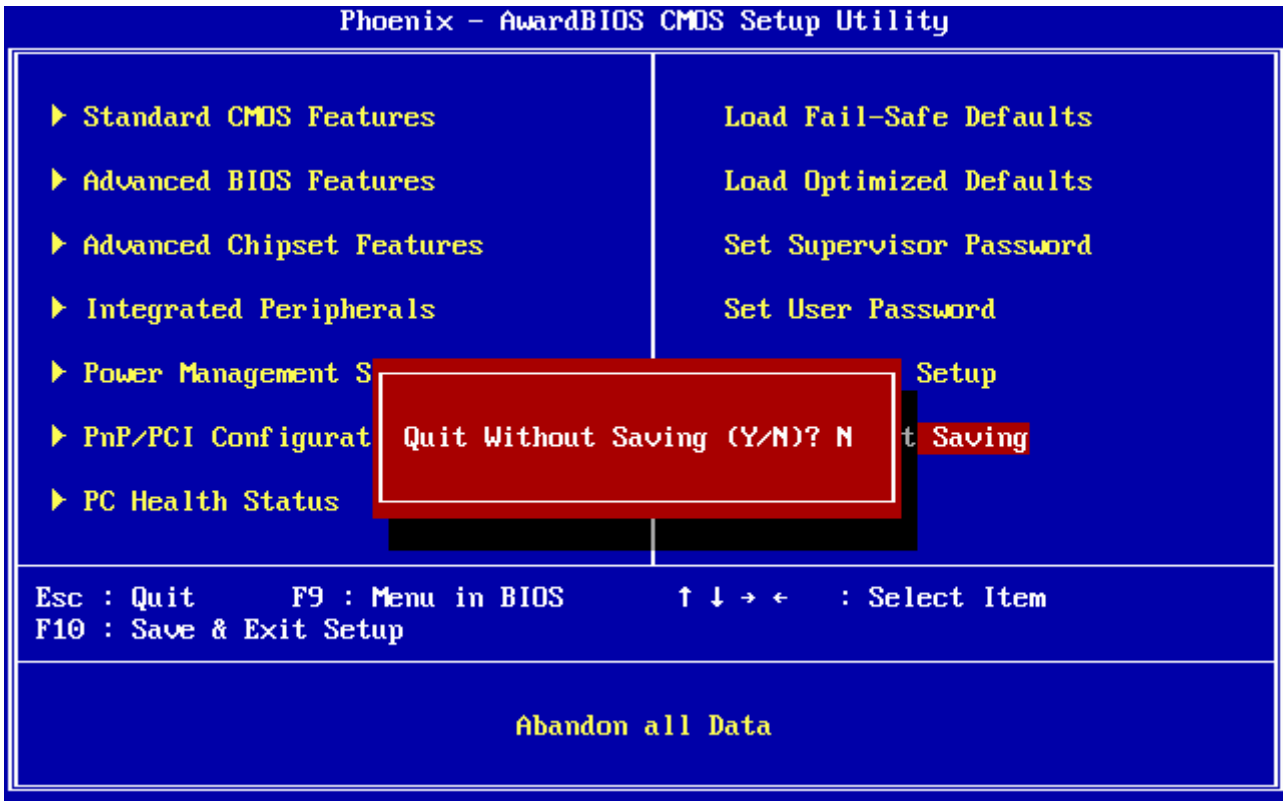 Phoenix - AwardBIOS CMOS Setup Utility
▶ Standard CMOS Features
▶ Advanced BIOS Features
▶ Advanced Chipset Features
▶ Integrated Peripherals
▶ Power Management S
▶ PnP/PCI Configurat
▶ PC Health Status
Load Fail-Safe Defaults
Load Optimized Defaults
Set Supervisor Password
Set User Password
Setup
t Saving
Quit Without Saving (Y/N)? N
Esc : Quit F9 : Menu in BIOS ↑ ↓ → ← : Select Item
F10 : Save & Exit Setup
Abandon all Data